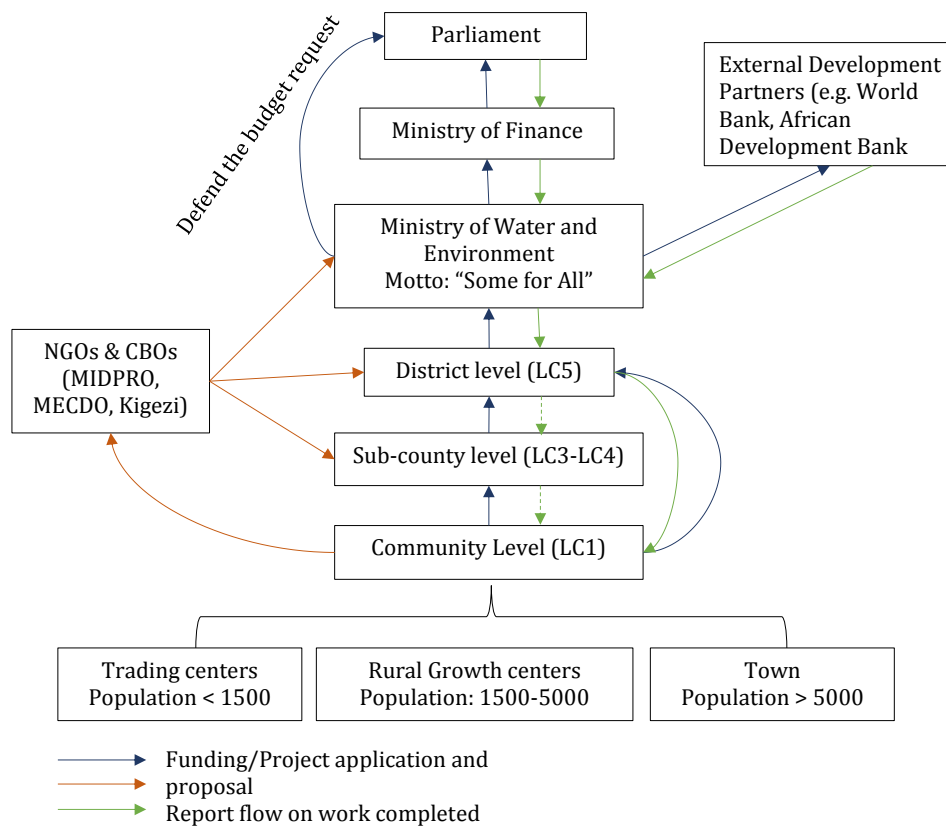 Parliament
Defend the budget request
External Development
Partners (e.g. World
Bank, African
Development Bank
Ministry of Finance
Ministry of Water and
Environment
Motto: “Some for All”
NGOs & CBOs
(MIDPRO,
MECDO, Kigezi)
District level (LC5)
Sub-county level (LC3-LC4)
Community Level (LC1)
Trading centers
Population < 1500
Rural Growth centers
Population: 1500-5000
Town
Population > 5000
Funding/Project application and
proposal
Report flow on work completed